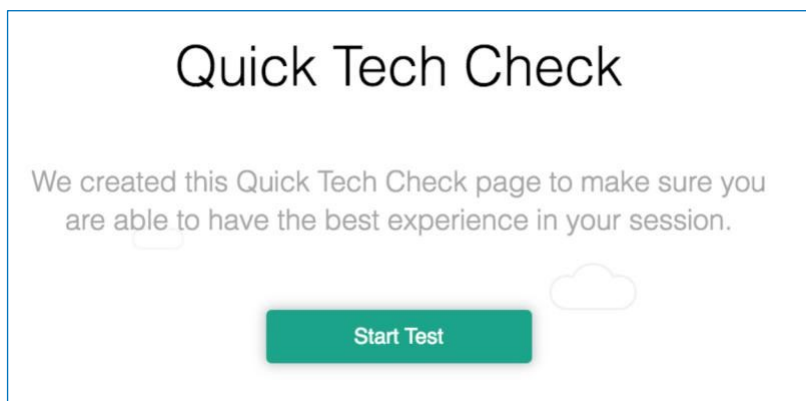 Quick Tech Check
We created this Quick Tech Check page to make sure you
are able to have the best experience in your session.
Start Test